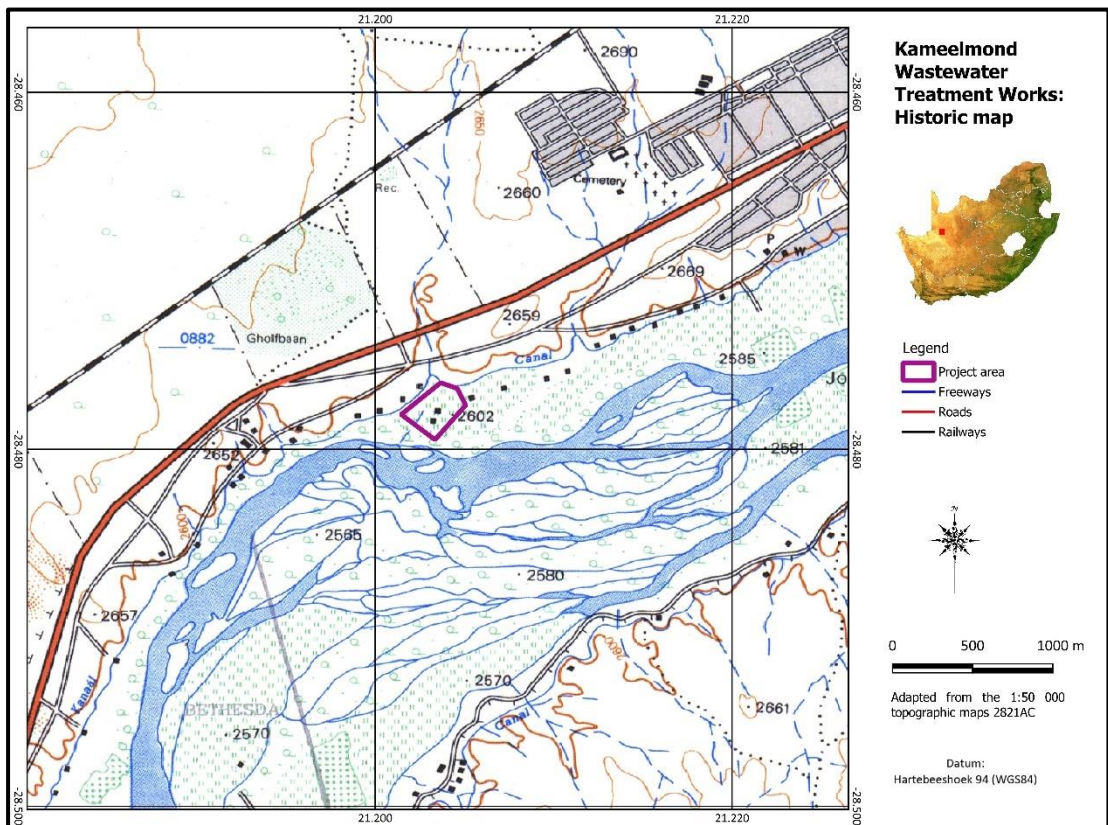 21.200
21.220
-28.460
-28.460
2690
2650
Rec.
2660
Cemetery
P
W
2669
2659
0882
Gholfbaan
Canal
2585
Jo
2602
-28.480
-28.480
2652
2581
2600
2565
2580
2657
2600
Kanaal
2570
BETHESDA
Canal
2661
2570
-28.500
-28.500
21.200
21.220
Kameelmond
Wastewater
Treatment Works:
Historic map
Legend
Project area
Freeways
Roads
Railways
N
0 500 1000 m
Adapted from the 1:50 000
topographic maps 2821AC
Datum:
Hartebeeshoek 94 (WGS84)